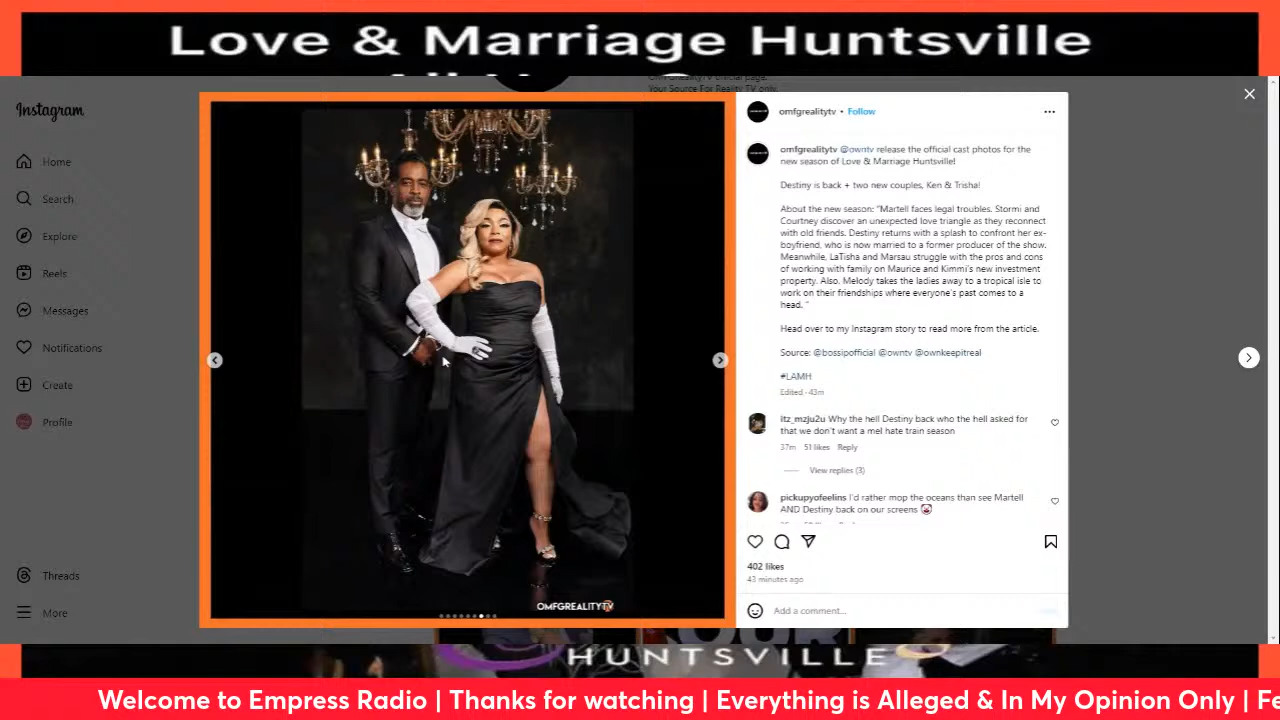 Love & Marriage Huntsville
Your Source For Reality TV only.
Instagram
Home
Search
Explore
Reels
Messages
Notifications
Create
Profile
Threads
More
OMFGREALITYTV
omfgrealitytv • Follow
omfgrealitytv @owntv release the official cast photos for the
new season of Love & Marriage Huntsville!
Destiny is back + two new couples, Ken & Trisha!
About the new season: "Martell faces legal troubles. Stormi and
Courtney discover an unexpected love triangle as they reconnect
with old friends. Destiny returns with a splash to confront her ex-
boyfriend, who is now married to a former producer of the show.
Meanwhile, LaTisha and Marsau struggle with the pros and cons
of working with family on Maurice and Kimmi's new investment
property. Also. Melody takes the ladies away to a tropical isle to
work on their friendships where everyone's past comes to a
head. "
Head over to my Instagram story to read more from the article.
Source: @bossipofficial @owntv @ownkeepitreal
#LAMH
Edited · 43m
itz_mzju2u Why the hell Destiny back who the hell asked for
that we don't want a mel hate train season
37m 51 likes Reply
View replies (3)
pickupyofeelins I'd rather mop the oceans than see Martell
AND Destiny back on our screens
402 likes
43 minutes ago
Add a comment...
HUNTSVILLE
Welcome to Empress Radio | Thanks for watching | Everything is Alleged & In My Opinion Only | Fe